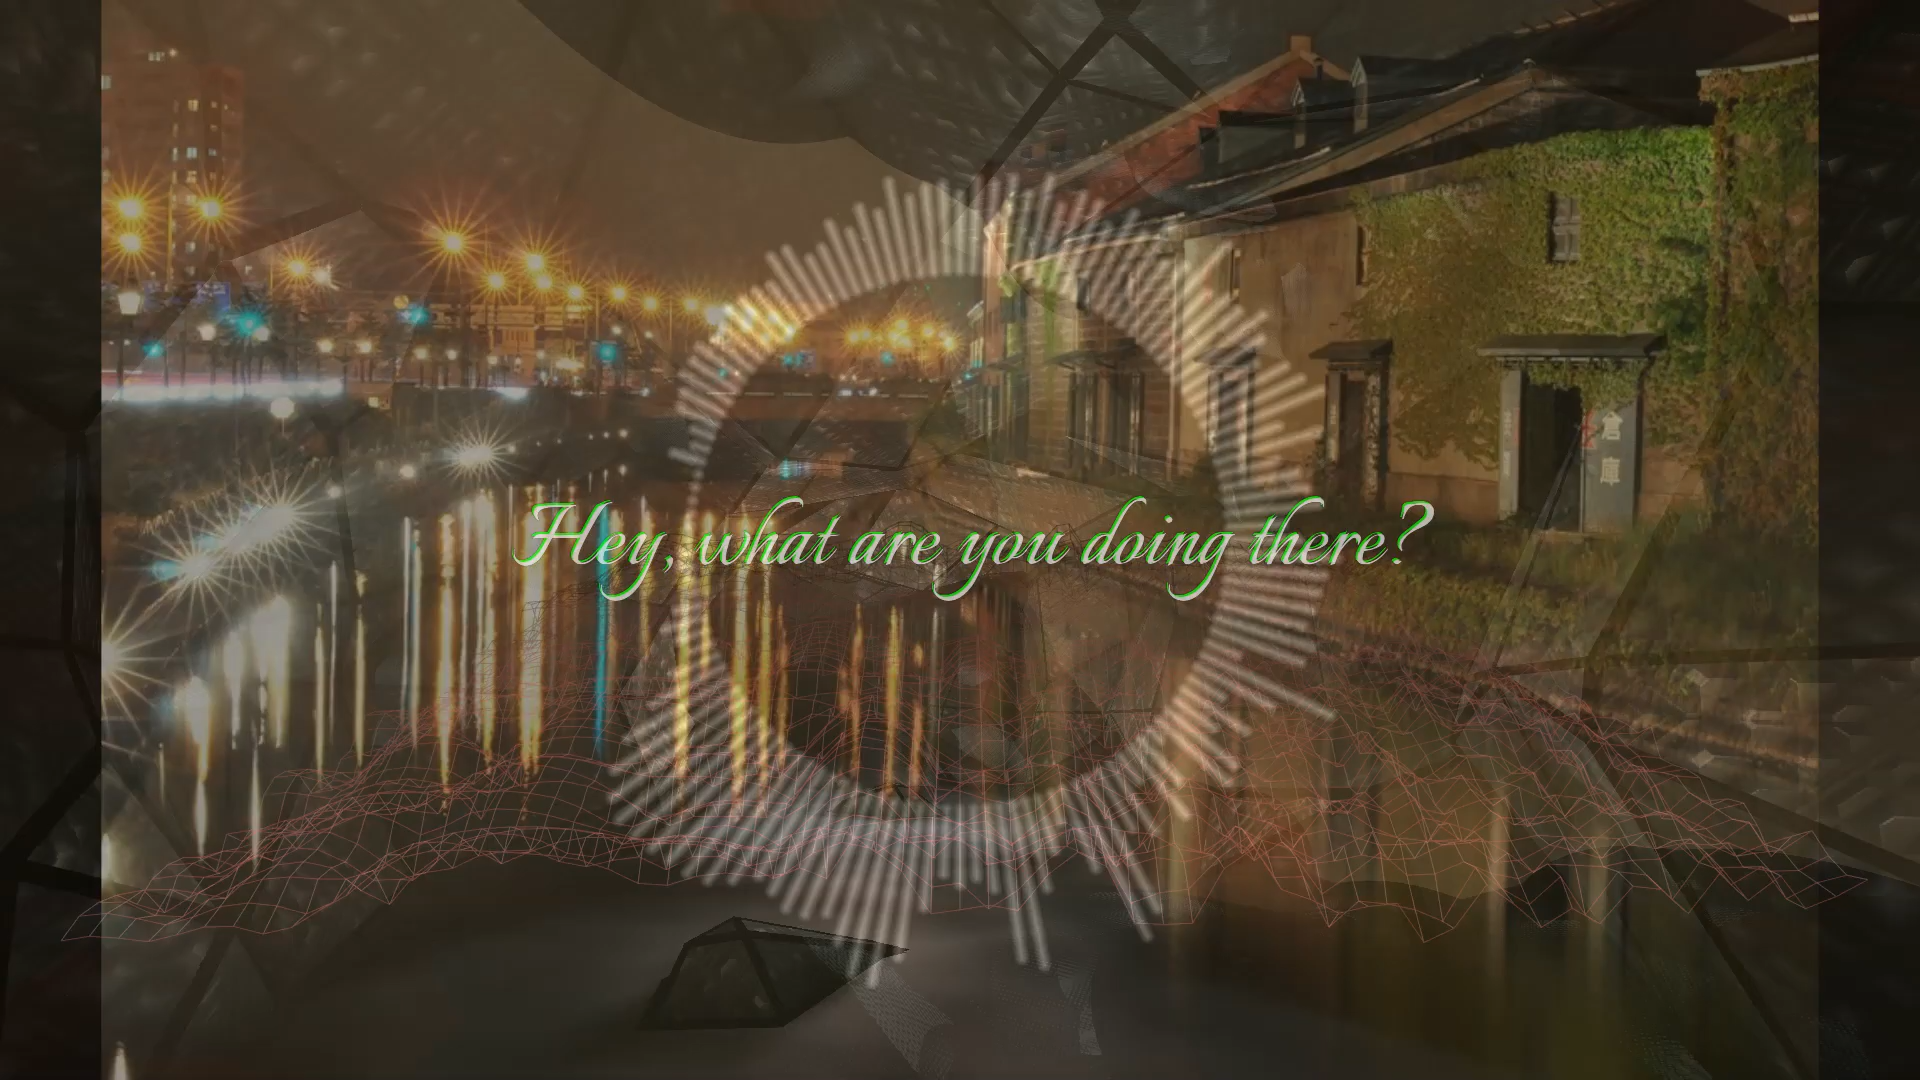 Hey, what are you doing there?
倉
庫